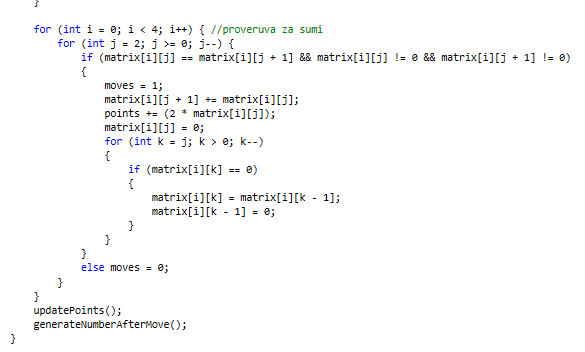 }
for (int i = 0; i < 4; i++) { //proveruva za sumi
for (int j = 2; j >= 0; j--) {
if (matrix[i][j] == matrix[i][j + 1] && matrix[i][j] != 0 && matrix[i][j + 1] != 0)
{
moves = 1;
matrix[i][j + 1] += matrix[i][j];
points += (2 * matrix[i][j]);
matrix[i][j] = 0;
for (int k = j; k > 0; k--)
{
if (matrix[i][k] == 0)
{
matrix[i][k] = matrix[i][k - 1];
matrix[i][k - 1] = 0;
}
}
}
else moves = 0;
}
}
updatePoints();
generateNumberAfterMove();
}